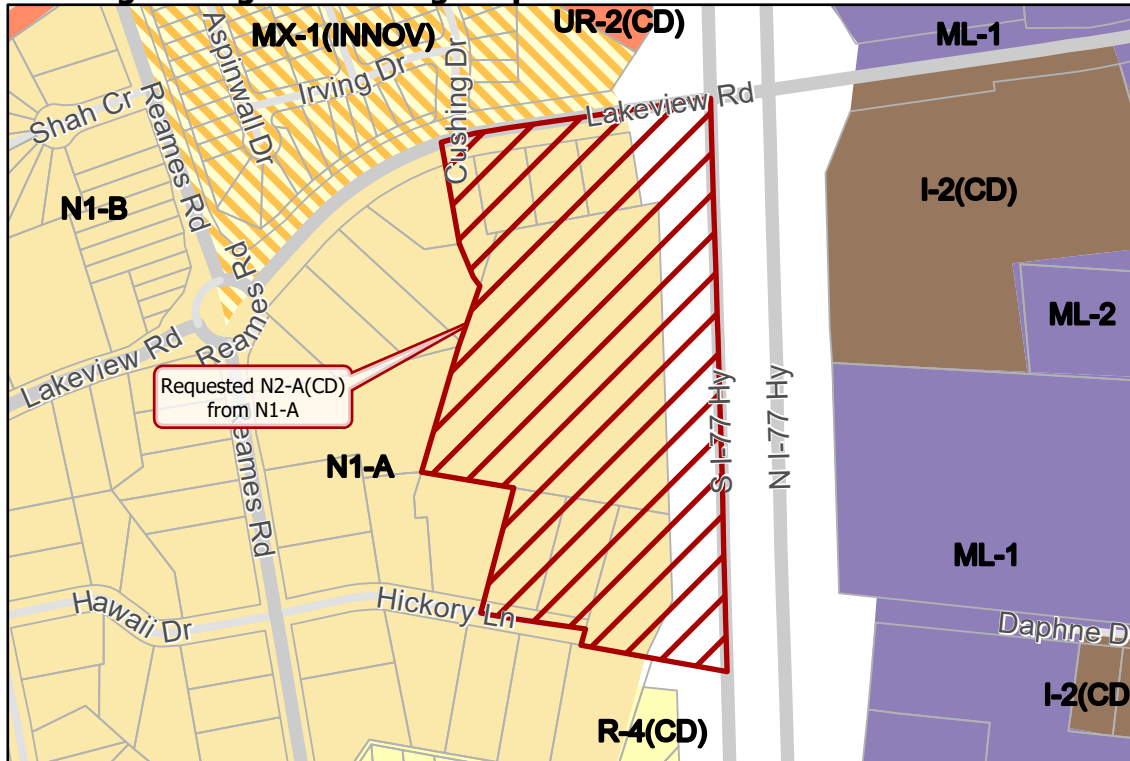 MX-1(INNOV)
UR-2(CD)
ML-1
Aspinwall Dr
Irving Dr
Cushing Dr
Lakeview Rd
Shah Cr
Reames Rd
N1-B
I-2(CD)
Reames Rd
ML-2
Lakeview Rd
Requested N2-A(CD)
from N1-A
Reames Rd
N1-A
S I-77 Hy
N I-77 Hy
ML-1
Hawaii Dr
Hickory Ln
Daphne D
I-2(CD
R-4(CD)